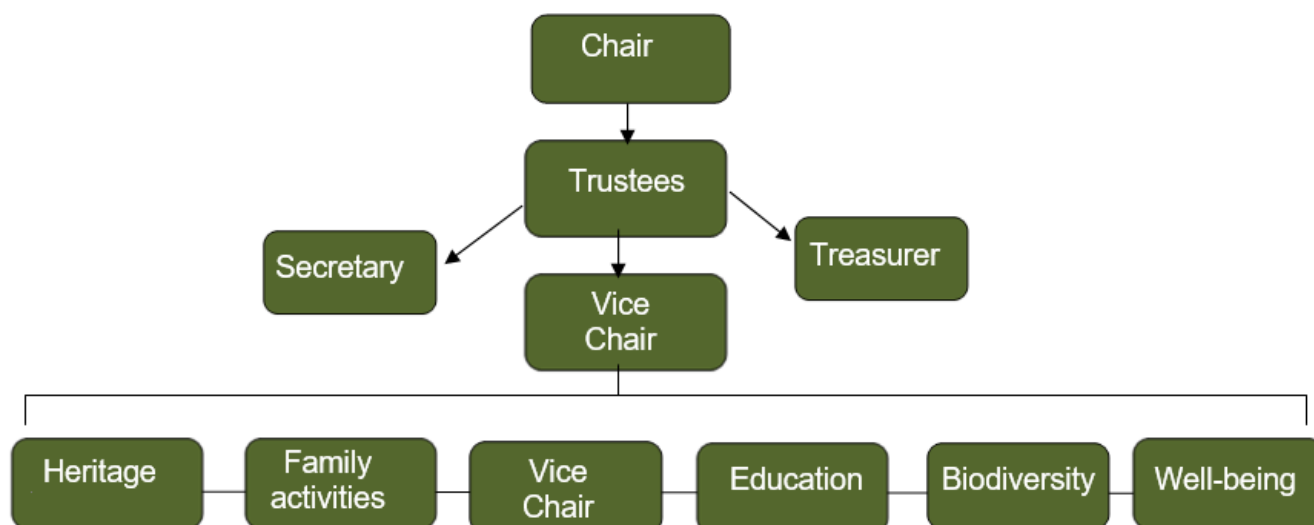 Chair
Trustees
Secretary
Treasurer
Vice
Chair
Heritage
Family
activities
Vice
Chair
Education
Biodiversity
Well-being